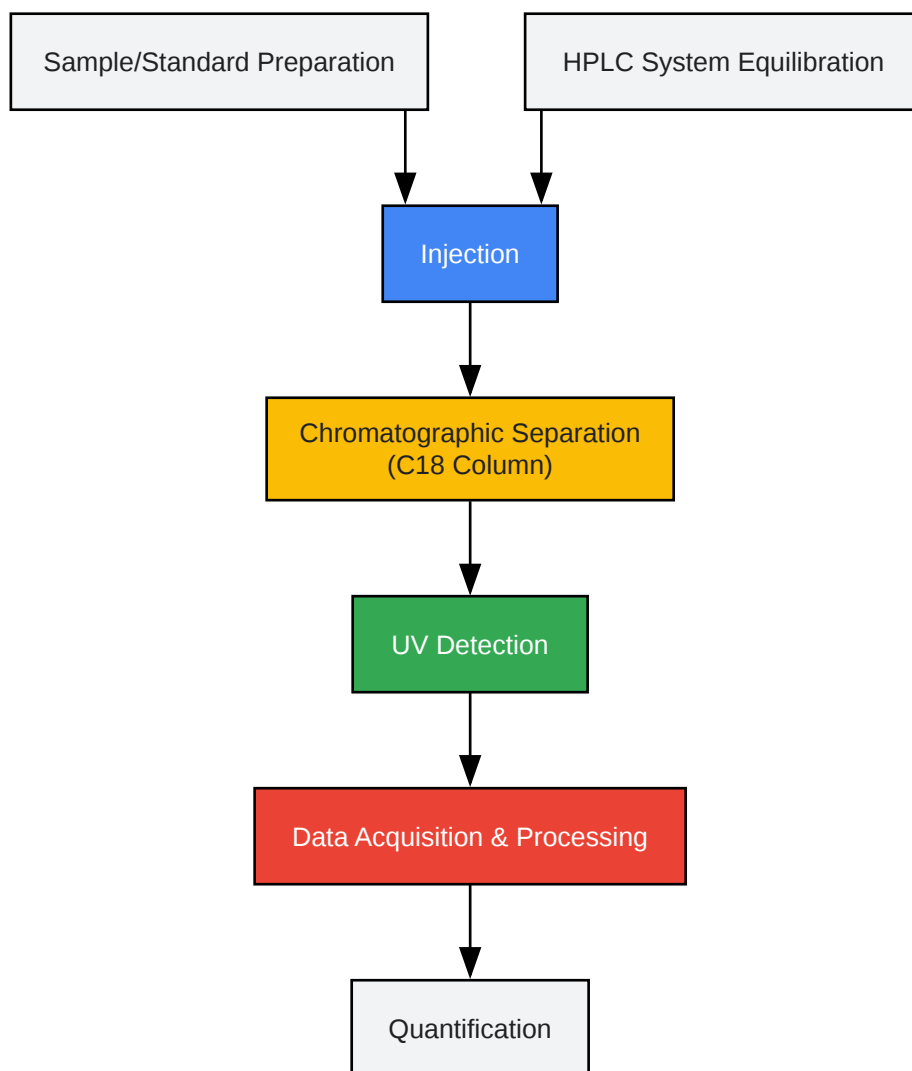 Sample/Standard Preparation
HPLC System Equilibration
Injection
Chromatographic Separation
(C18 Column)
UV Detection
Data Acquisition & Processing
Quantification